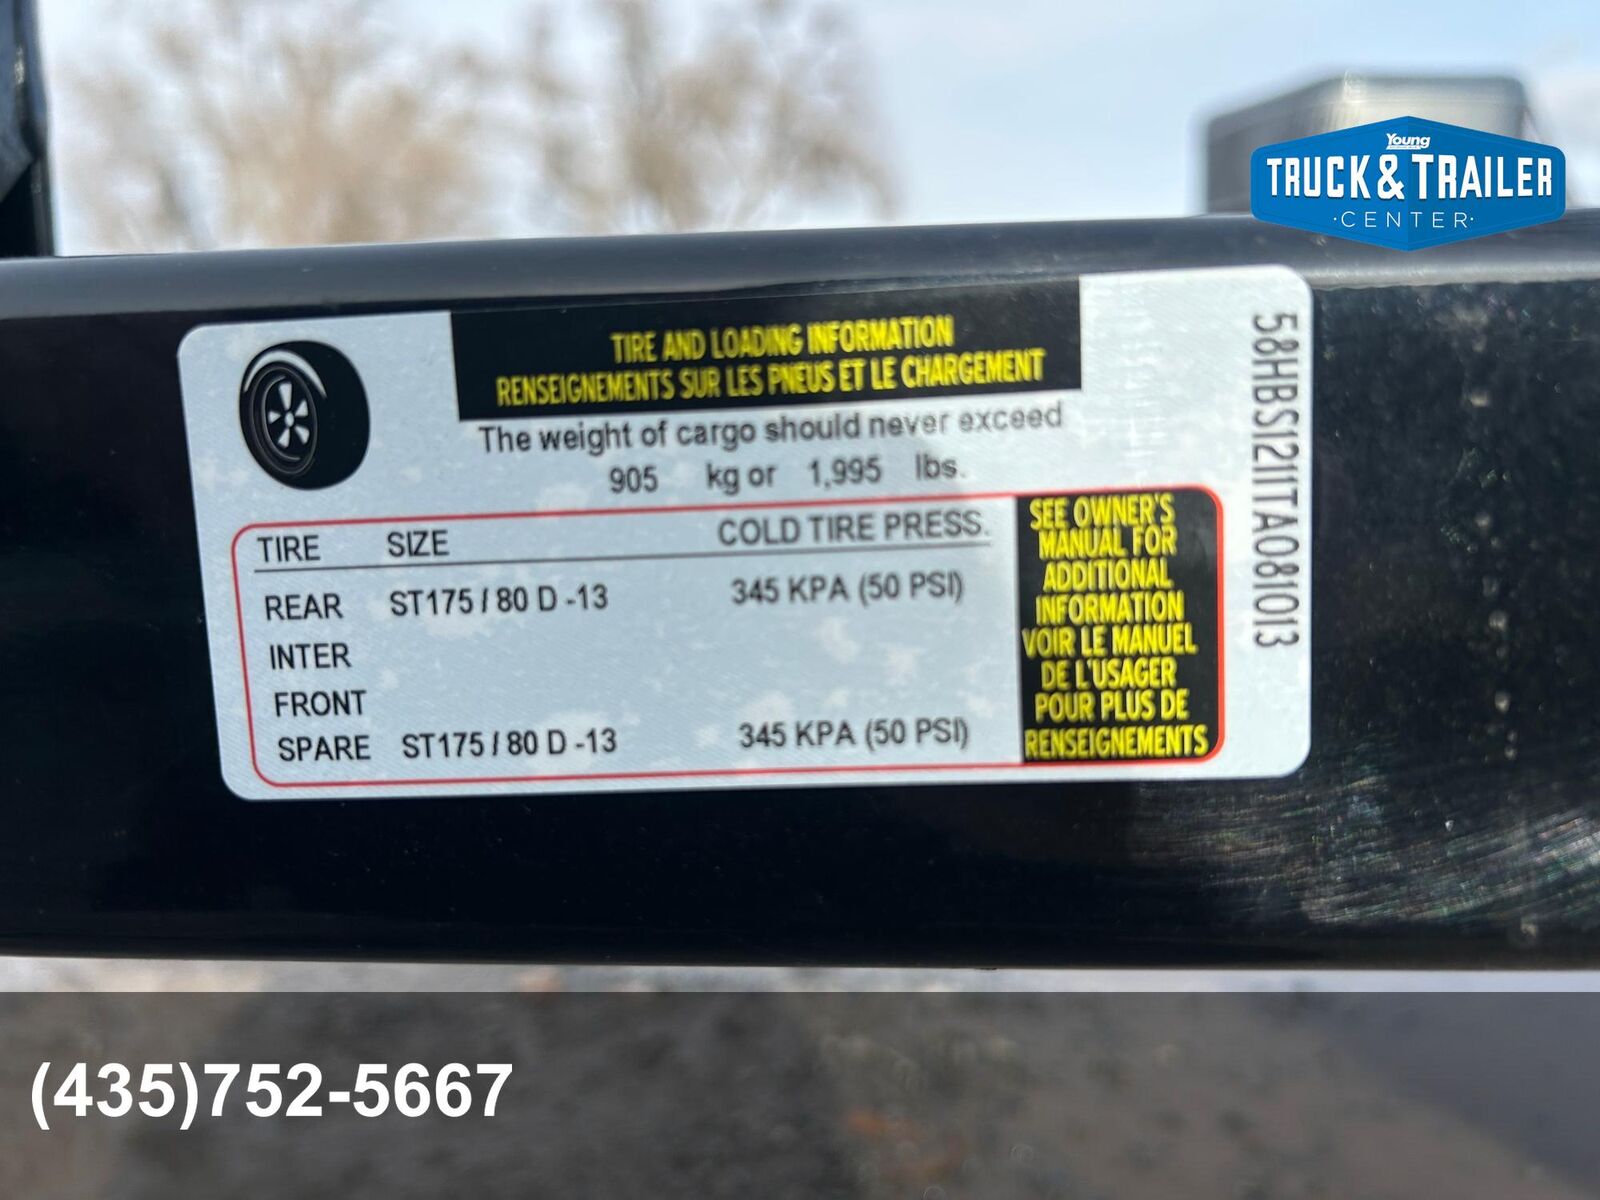 Young
TRUCK & TRAILER
·CENTER·
TIRE AND LOADING INFORMATION
RENSEIGNEMENTS SUR LES PNEUS ET LE CHARGEMENT
The weight of cargo should never exceed
905 kg or 1,995 lbs.
TIRE SIZE COLD TIRE PRESS.
REAR ST175 / 80 D -13 345 KPA (50 PSI)
INTER
FRONT
SPARE ST175 / 80 D -13 345 KPA (50 PSI)
SEE OWNER'S
MANUAL FOR
ADDITIONAL
INFORMATION
VOIR LE MANUEL
DE L'USAGER
POUR PLUS DE
RENSEIGNEMENTS
58HBS1211TA081013
(435)752-5667